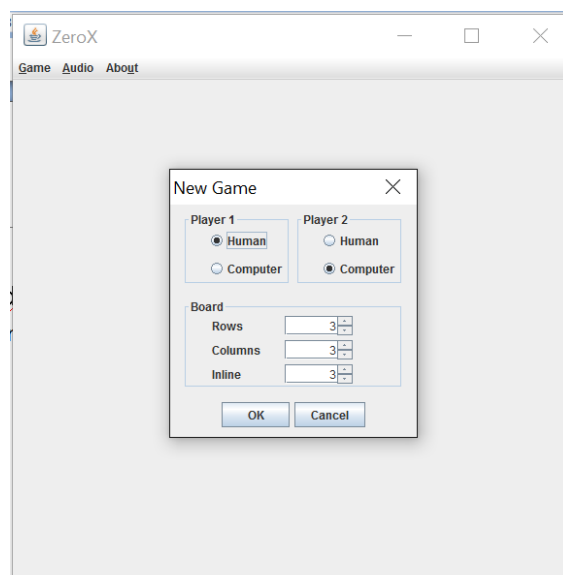 ZeroX
Game Audio About
New Game
Player 1 Player 2
Human Human
Computer Computer
Board
Rows 3
Columns 3
Inline 3
OK Cancel